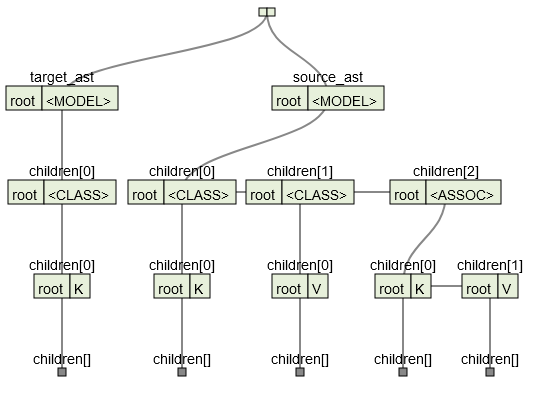 target_ast source_ast
root <MODEL> root <MODEL>
children[0] children[0] children[1] children[2]
root <CLASS> root <CLASS> root <CLASS> root <ASSOC>
children[0] children[0] children[0] children[0] children[1]
root K root K root V root K root V
children[] children[] children[] children[] children[]